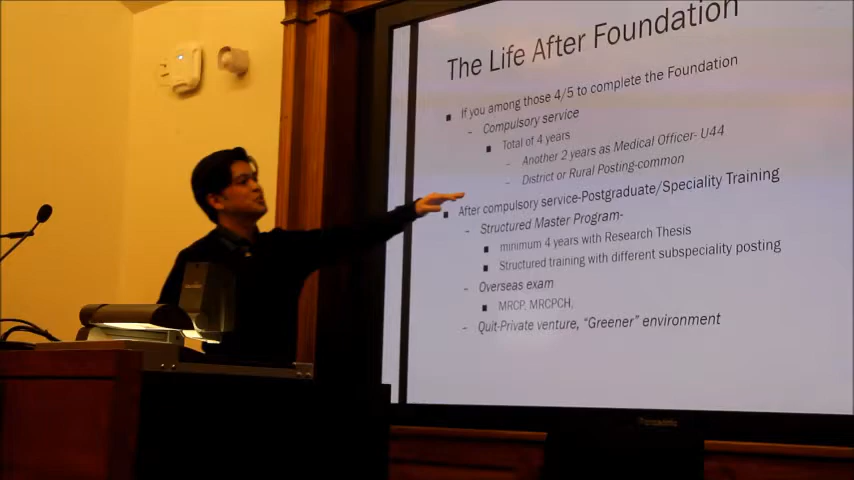 The Life After Foundation
▪ If you among those 4/5 to complete the Foundation
– Compulsory service
▪ Total of 4 years
– Another 2 years as Medical Officer- U44
– District or Rural Posting-common
▪ After compulsory service-Postgraduate/Speciality Training
– Structured Master Program-
▪ minimum 4 years with Research Thesis
▪ Structured training with different subspeciality posting
– Overseas exam
▪ MRCP, MRCPCH,
– Quit-Private venture, “Greener” environment